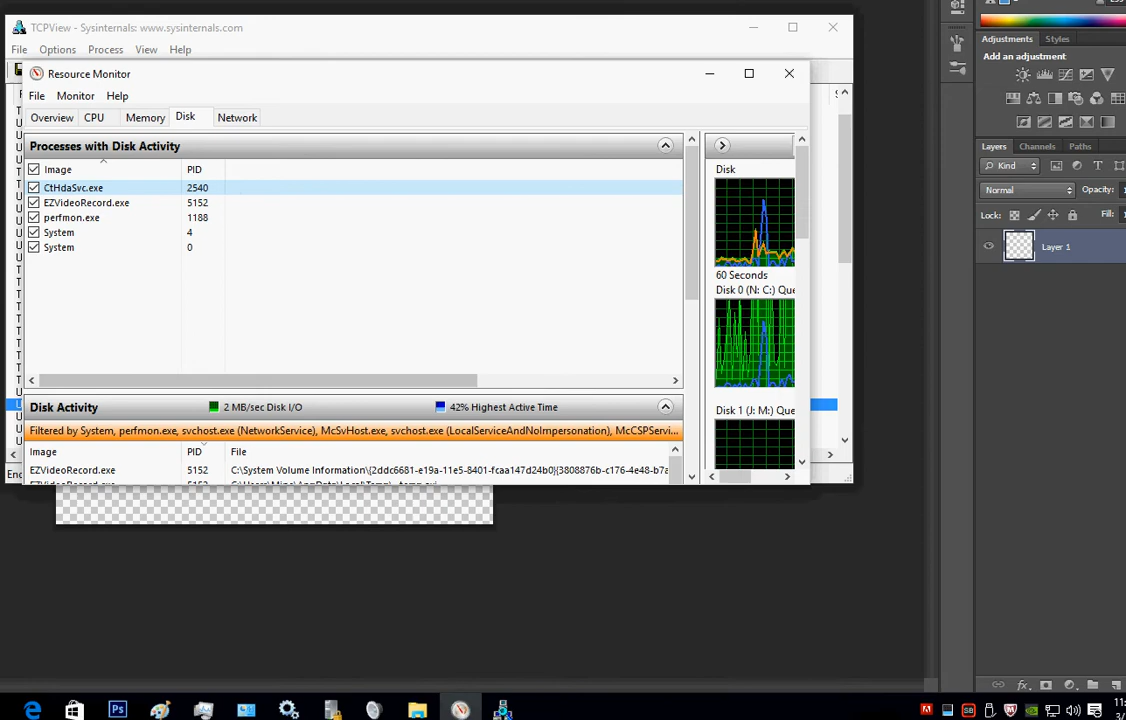 TCPView - Sysinternals: www.sysinternals.com
File Options Process View Help
Resource Monitor
File Monitor Help
Overview CPU Memory Disk Network
Processes with Disk Activity
Image PID
CtHdaSvc.exe 2540
EZVideoRecord.exe 5152
perfmon.exe 1188
System 4
System 0
Disk Activity 2 MB/sec Disk I/O 42% Highest Active Time
Filtered by System, perfmon.exe, svchost.exe (NetworkService), McSvHost.exe, svchost.exe (LocalServiceAndNoImpersonation), McCSPServi...
Image PID File
EZVideoRecord.exe 5152 C:\System Volume Information\{2ddc6681-e19a-11e5-8401-fcaa147d24b0}{3808876b-c176-4e48-b7a
Disk
60 Seconds
Disk 0 (N: C:) Que
Disk 1 (J: M:) Que
Adjustments Styles
Add an adjustment
Layers Channels Paths
Kind
Normal Opacity:
Lock: Fill:
Layer 1
fx
Ps
SB
11:
3/